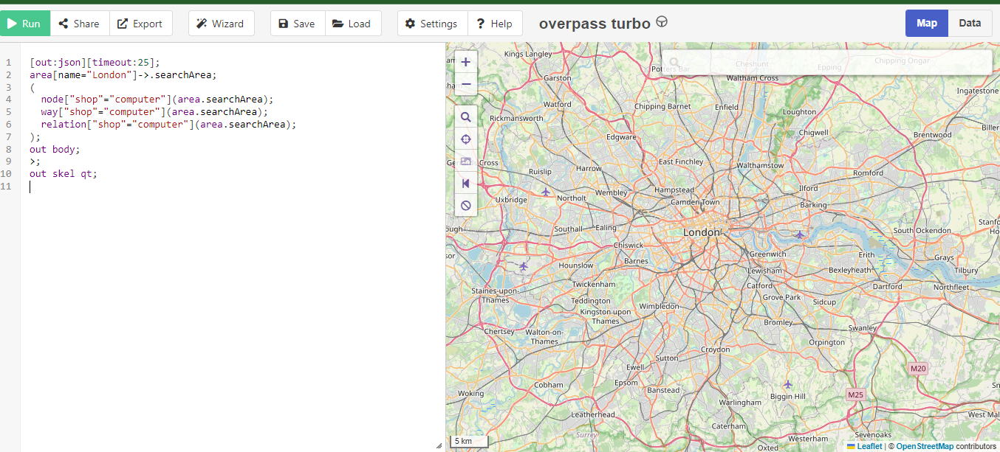 Run Share Export Wizard Save Load Settings Help overpass turbo Map Data
1 [out:json][timeout:25];
2 area[name="London"]->.searchArea;
3 (
4 node["shop"="computer"](area.searchArea);
5 way["shop"="computer"](area.searchArea);
6 relation["shop"="computer"](area.searchArea);
7 );
8 out body;
9 >;
10 out skel qt;
11
+
−
Kings Langley
Potters Bar
Cheshunt
Epping
Chipping Ongar
Garston
Waltham Cross
Ingatestone
Watford
Chipping Barnet
Enfield
Loughton
Rickmansworth
Edgware
Chigwell
Brentwood
Biller
Ger Cross
East Finchley
Walthamstow
Ruislip
Harrow
Romford
Uxbridge
Northolt
Wembley
Hampstead
Ilford
Camden Town
Barking
Stanfo
ough
Southall
Ealing
London
South Ockendon
Ho
Chiswick
sor
Hounslow
Barnes
Greenwich
Erith
Grays
Lewisham
Bexleyheath
Tilbury
Staines-upon-
Thames
Twickenham
Catford
Dartford
Northfleet
Teddington
Wimbledon
Grove Park
Sidcup
Kingston upon
Thames
Bromley
Swanley
Chertsey
Walton-on-
Thames
Orpington
Croydon
Sutton
Ewell
M20
Cobham
Epsom
Banstead
Sn
Woking
Biggin Hill
M25
Warlingham
Leatherhead
West Mal
Caterham
Surrey
Sevenoaks
Westerham
5 km
Oxted
Leaflet | © OpenStreetMap contributors